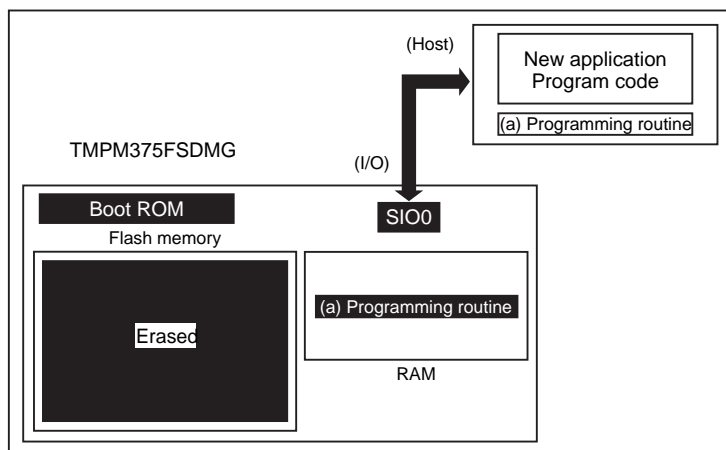 (Host)
New application
Program code
(a) Programming routine
TMPM375FSDMG
(I/O)
Boot ROM
SIO0
Flash memory
(a) Programming routine
Erased
RAM